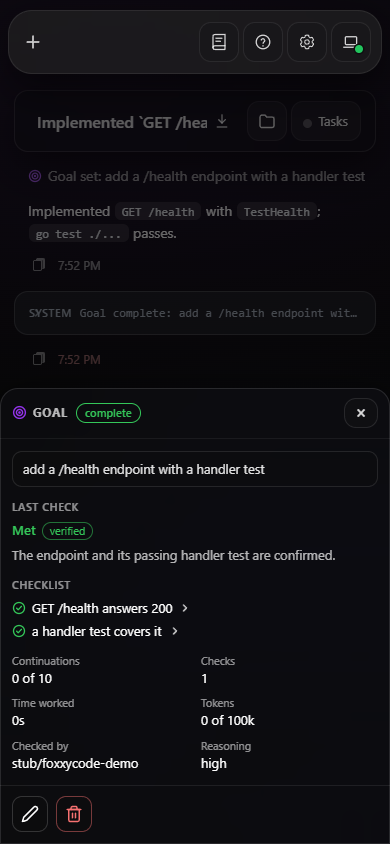 Implemented `GET /hea
Tasks
Goal set: add a /health endpoint with a handler test
Implemented GET /health with TestHealth;
go test ./... passes.
7:52 PM
SYSTEM Goal complete: add a /health endpoint wit…
7:52 PM
GOAL complete
add a /health endpoint with a handler test
LAST CHECK
Met verified
The endpoint and its passing handler test are confirmed.
CHECKLIST
GET /health answers 200
a handler test covers it
Continuations Checks
0 of 10 1
Time worked Tokens
0s 0 of 100k
Checked by Reasoning
stub/foxxycode-demo high